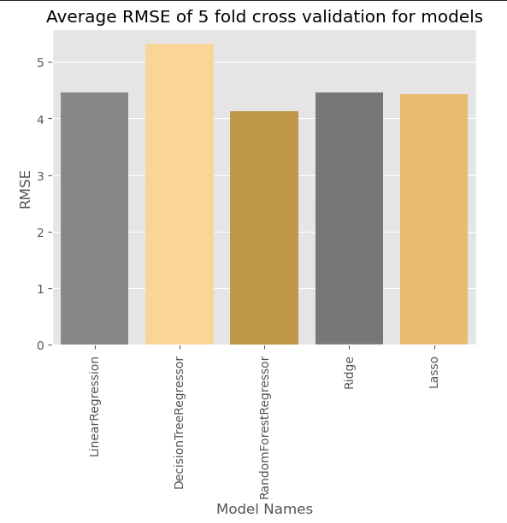 Average RMSE of 5 fold cross validation for models
5
4
3
2
1
0
RMSE
LinearRegression
DecisionTreeRegressor
RandomForestRegressor
Ridge
Lasso
Model Names